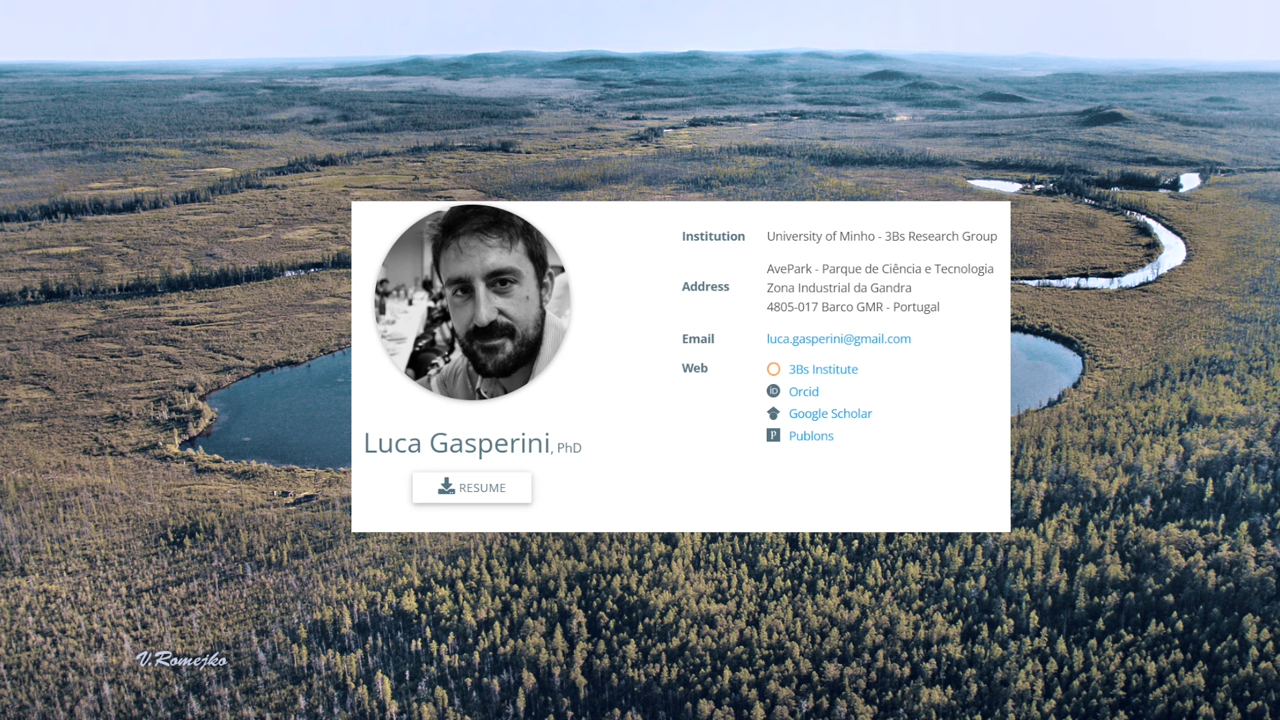 Luca Gasperini, PhD
RESUME
Institution University of Minho - 3Bs Research Group
Address AvePark - Parque de Ciência e Tecnologia
Zona Industrial da Gandra
4805-017 Barco GMR - Portugal
Email luca.gasperini@gmail.com
Web 3Bs Institute
iD Orcid
Google Scholar
P Publons
V.Romejko